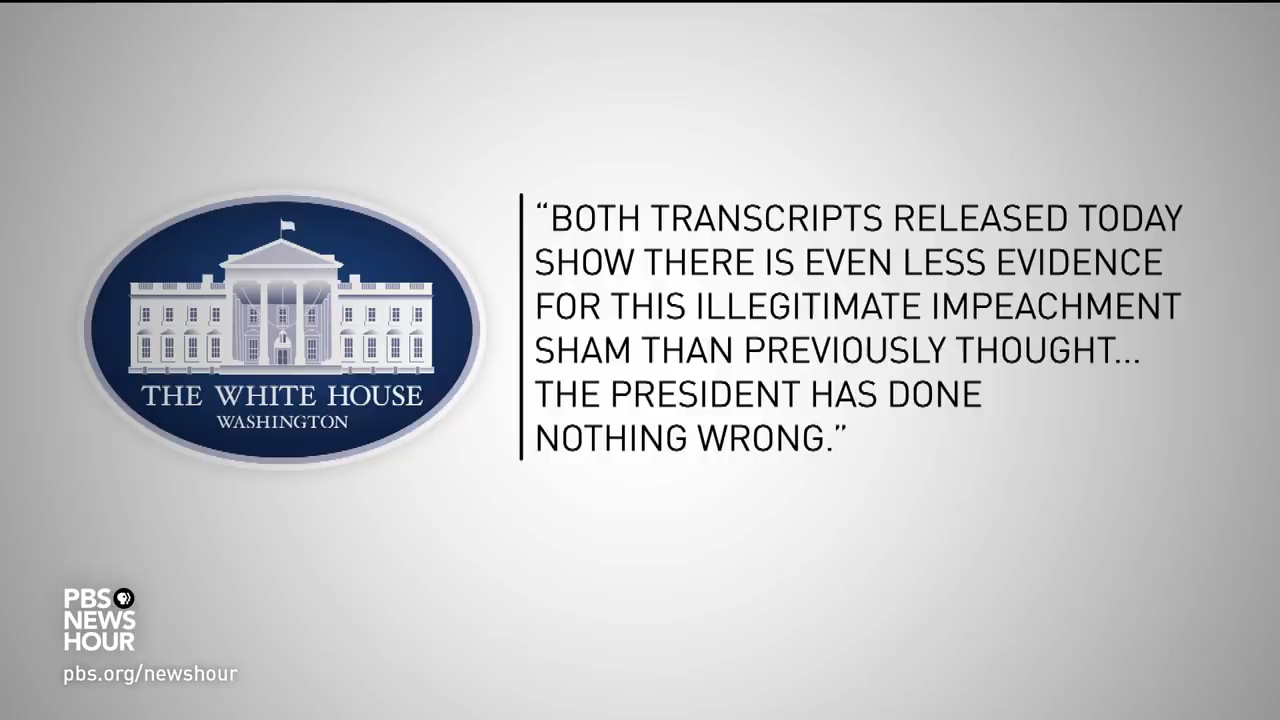 “BOTH TRANSCRIPTS RELEASED TODAY
SHOW THERE IS EVEN LESS EVIDENCE
FOR THIS ILLEGITIMATE IMPEACHMENT
SHAM THAN PREVIOUSLY THOUGHT...
THE PRESIDENT HAS DONE
NOTHING WRONG.”
THE WHITE HOUSE
WASHINGTON
PBS
NEWS
HOUR
pbs.org/newshour